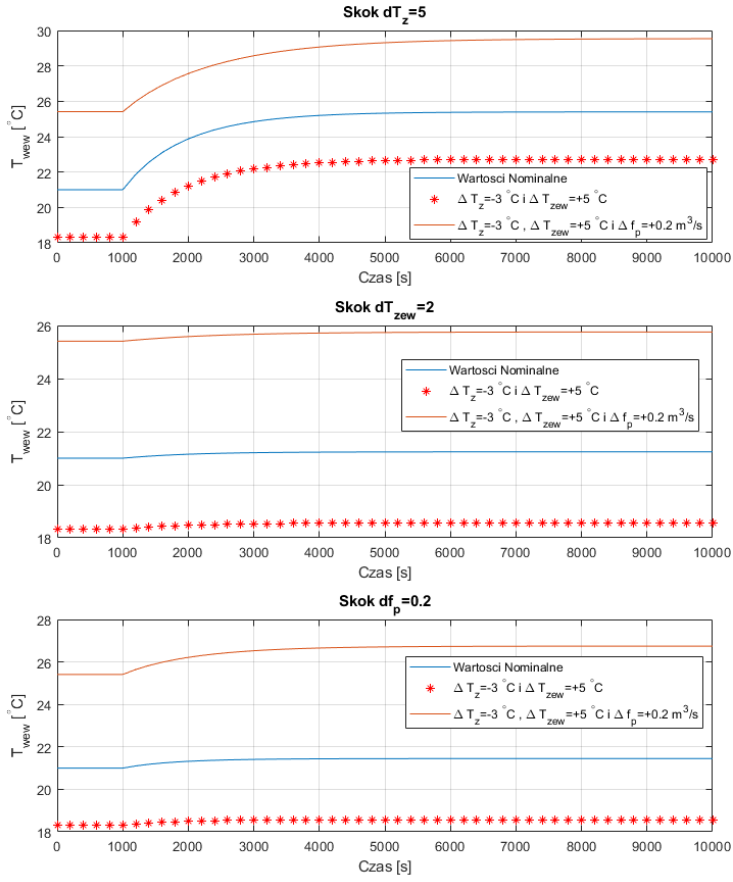 Skok dT_z=5
30
28
26
24
22
20
18
T_wew [°C]
Wartosci Nominalne
Δ T_z=-3 °C i Δ T_zew=+5 °C
Δ T_z=-3 °C , Δ T_zew=+5 °C i Δ f_p=+0.2 m^3/s
0 1000 2000 3000 4000 5000 6000 7000 8000 9000 10000
Czas [s]
Skok dT_zew=2
26
24
22
20
18
T_wew [°C]
Wartosci Nominalne
Δ T_z=-3 °C i Δ T_zew=+5 °C
Δ T_z=-3 °C , Δ T_zew=+5 °C i Δ f_p=+0.2 m^3/s
0 1000 2000 3000 4000 5000 6000 7000 8000 9000 10000
Czas [s]
Skok df_p=0.2
28
26
24
22
20
18
T_wew [°C]
Wartosci Nominalne
Δ T_z=-3 °C i Δ T_zew=+5 °C
Δ T_z=-3 °C , Δ T_zew=+5 °C i Δ f_p=+0.2 m^3/s
0 1000 2000 3000 4000 5000 6000 7000 8000 9000 10000
Czas [s]